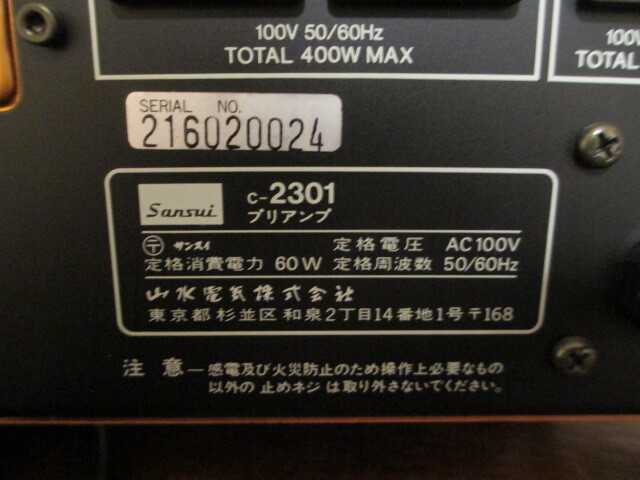 100V 50/60Hz
TOTAL 400W MAX
100V
TOTAL
SERIAL NO.
216020024
Sansui
C-2301
プリアンプ
〒 サンスイ 定格電圧 AC100V
定格消費電力 60W 定格周波数 50/60Hz
山水電気株式会社
東京都杉並区和泉2丁目14番地1号〒168
注意—感電及び火災防止のため操作上必要なもの
以外の止めネジは取り外さないでください。